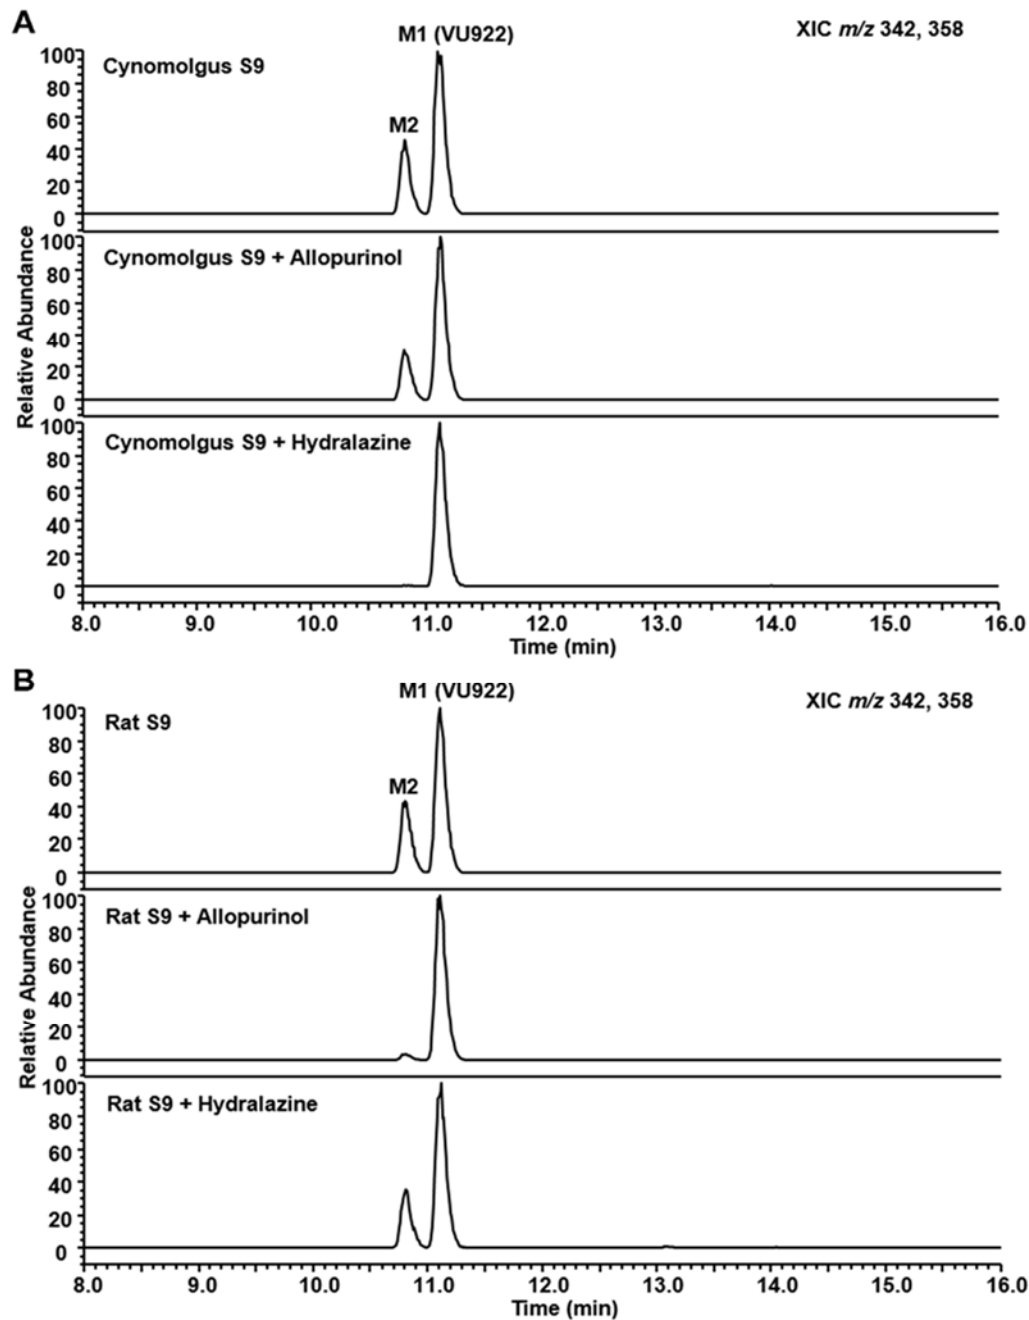 A
M1 (VU922)
XIC m/z 342, 358
Cynomolgus S9
M2
100
80
60
40
20
0
Cynomolgus S9 + Allopurinol
100
80
60
40
20
0
Relative Abundance
Cynomolgus S9 + Hydralazine
100
80
60
40
20
0
8.0 9.0 10.0 11.0 12.0 13.0 14.0 15.0 16.0
Time (min)
B
M1 (VU922)
XIC m/z 342, 358
Rat S9
M2
100
80
60
40
20
0
Rat S9 + Allopurinol
100
80
60
40
20
0
Relative Abundance
Rat S9 + Hydralazine
100
80
60
40
20
0
8.0 9.0 10.0 11.0 12.0 13.0 14.0 15.0 16.0
Time (min)